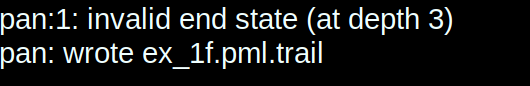 pan:1: invalid end state (at depth 3)
pan: wrote ex_1f.pml.trail